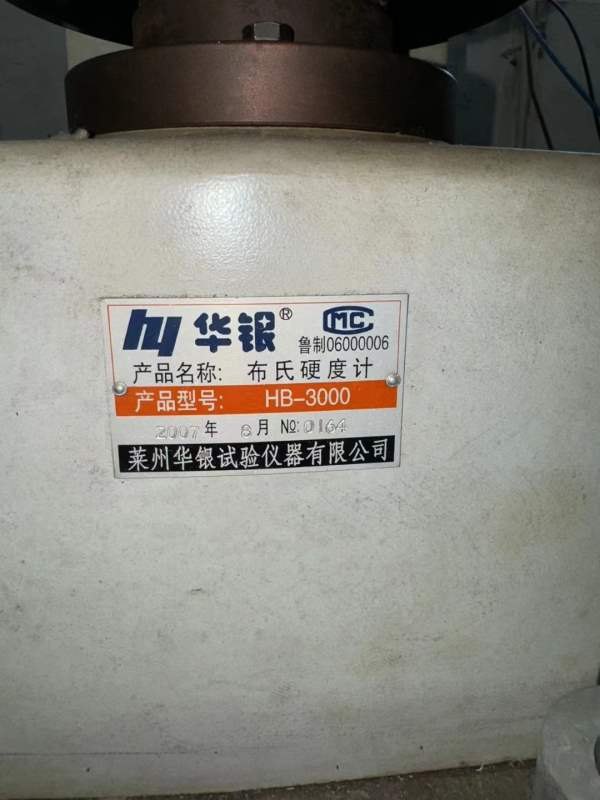 hy 华银® MC
鲁制06000006
产品名称: 布氏硬度计
产品型号: HB-3000
2007年 8月 №:0164
莱州华银试验仪器有限公司